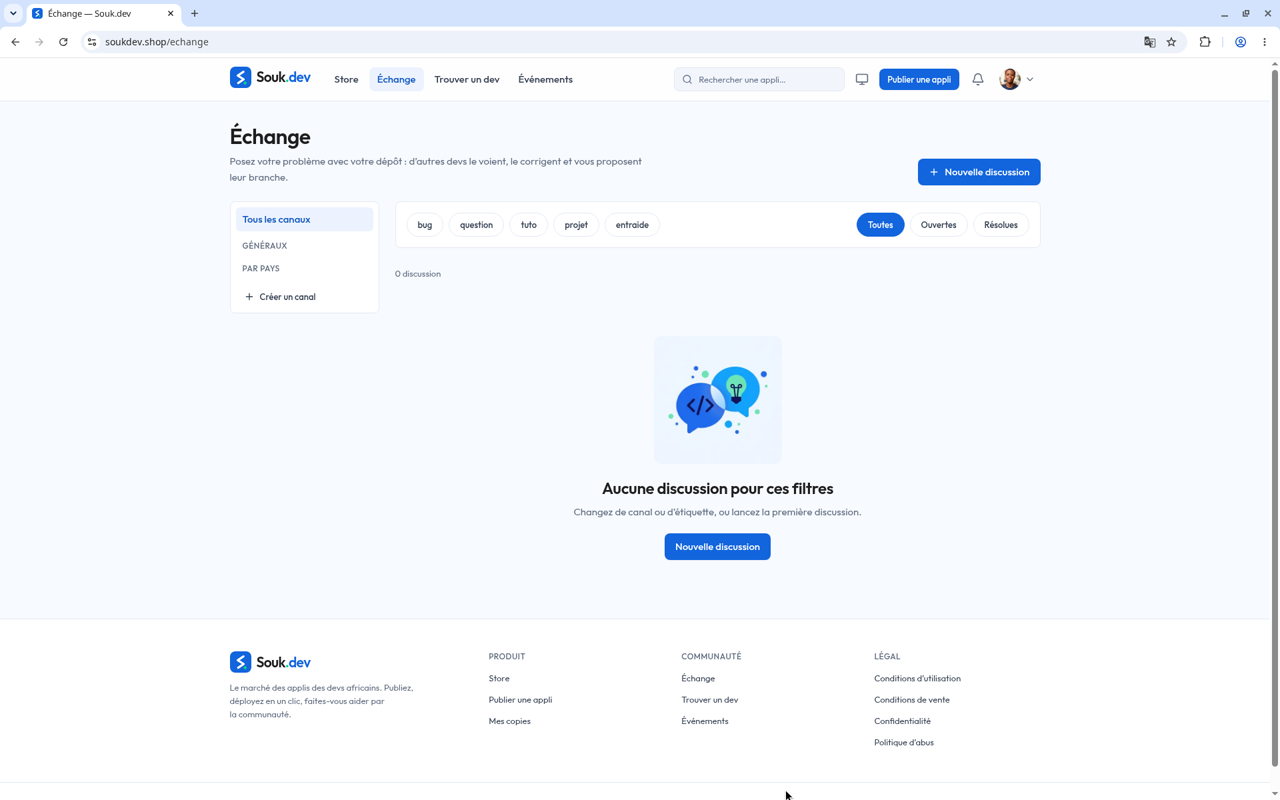 Échange — Souk.dev
soukdev.shop/echange
Souk.dev
Store
Échange
Trouver un dev
Événements
Rechercher une appli...
Publier une appli
Échange
Posez votre problème avec votre dépôt : d'autres devs le voient, le corrigent et vous proposent
leur branche.
Nouvelle discussion
Tous les canaux
GÉNÉRAUX
PAR PAYS
Créer un canal
bug
question
tuto
projet
entraide
Toutes
Ouvertes
Résolues
0 discussion
</>
Aucune discussion pour ces filtres
Changez de canal ou d'étiquette, ou lancez la première discussion.
Nouvelle discussion
Souk.dev
Le marché des applis des devs africains. Publiez,
déployez en un clic, faites-vous aider par
la communauté.
PRODUIT
Store
Publier une appli
Mes copies
COMMUNAUTÉ
Échange
Trouver un dev
Événements
LÉGAL
Conditions d'utilisation
Conditions de vente
Confidentialité
Politique d'abus